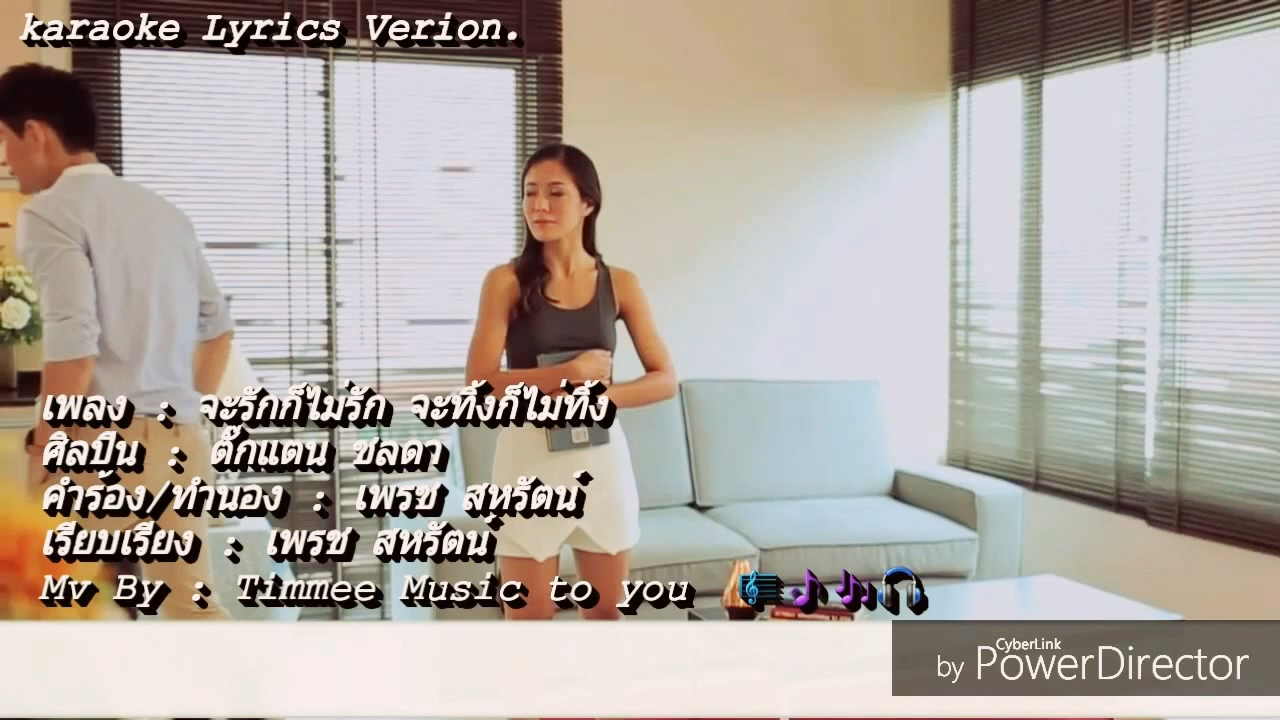 karaoke Lyrics Verion.
เพลง : จะรักก็ไม่รัก จะทิ้งก็ไม่ทิ้ง
ศิลปิน : ตั๊กแตน ชลดา
คำร้อง/ทำนอง : เพรช สหรัตน์
เรียบเรียง : เพรช สหรัตน์
Mv By : Timmee Music to you 🎼🎵🎶🎧
by CyberLink PowerDirector